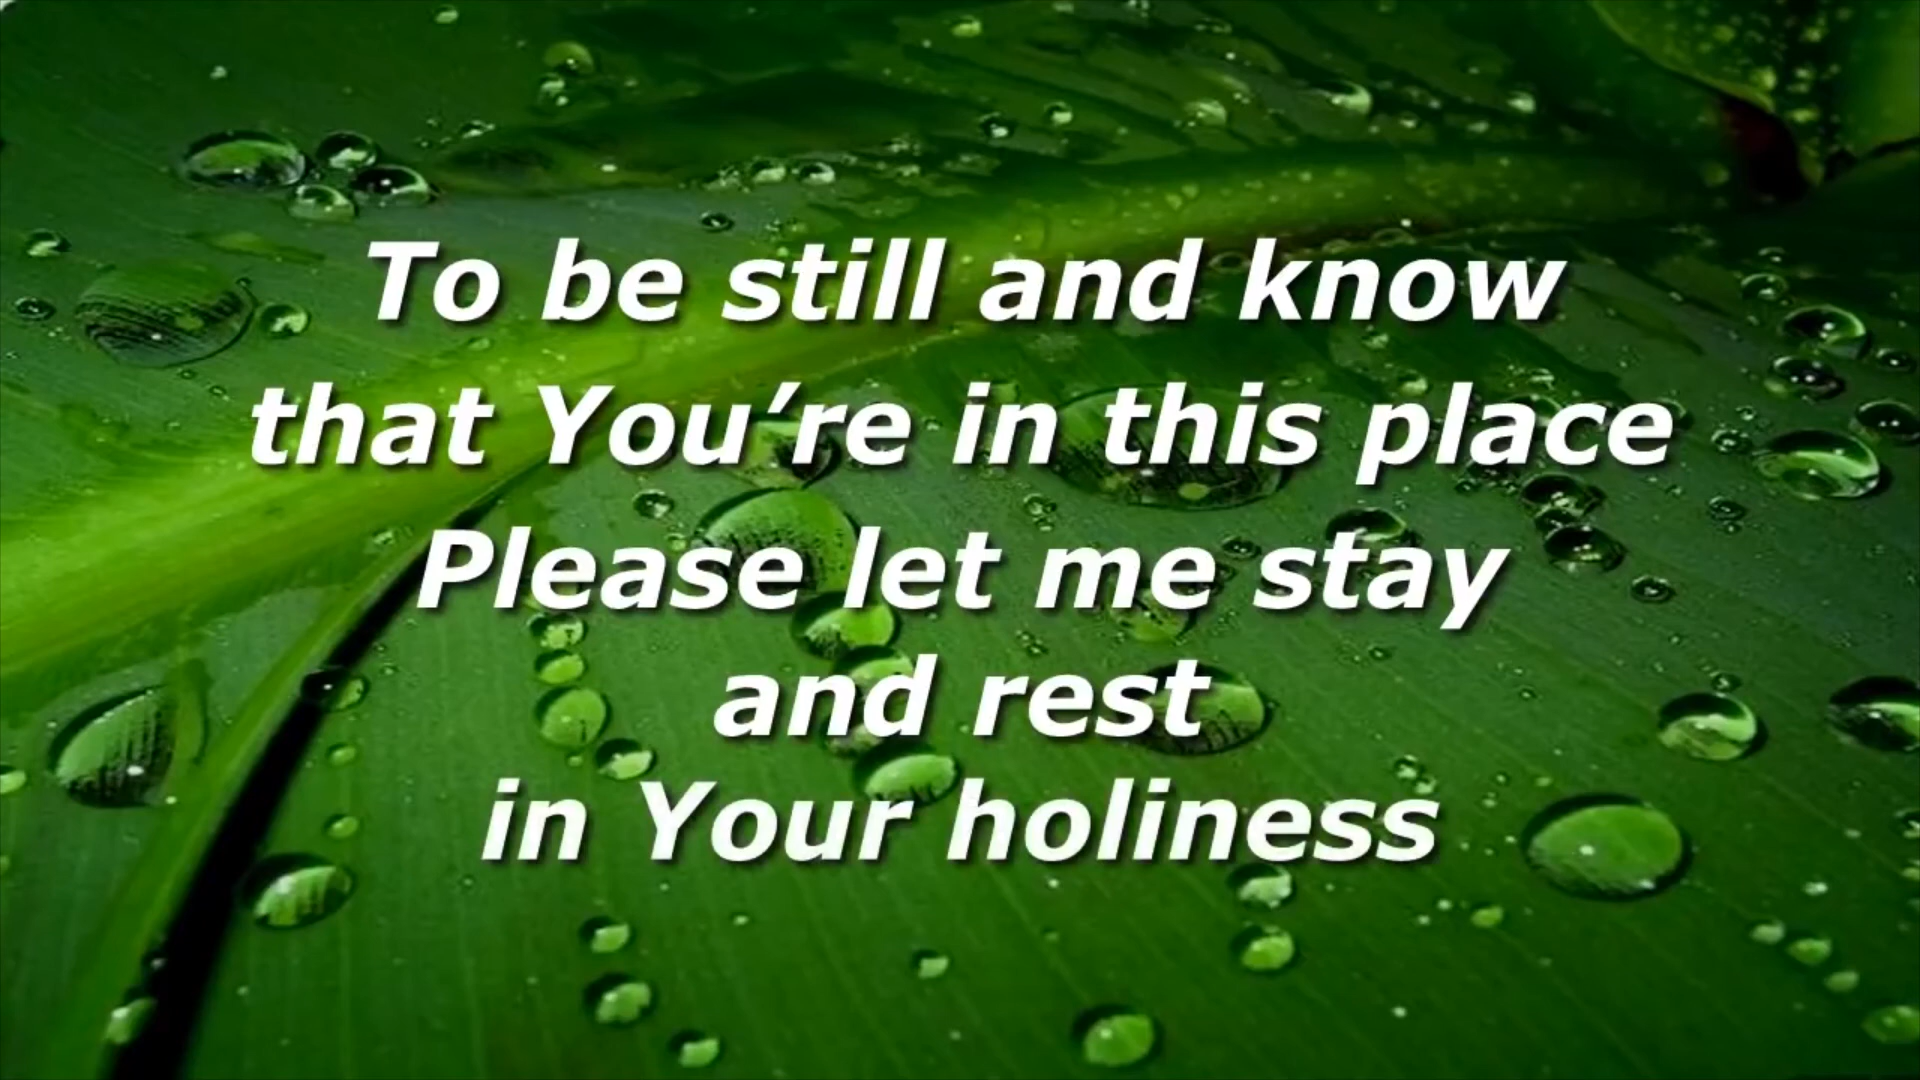 To be still and know
that You’re in this place
Please let me stay
and rest
in Your holiness